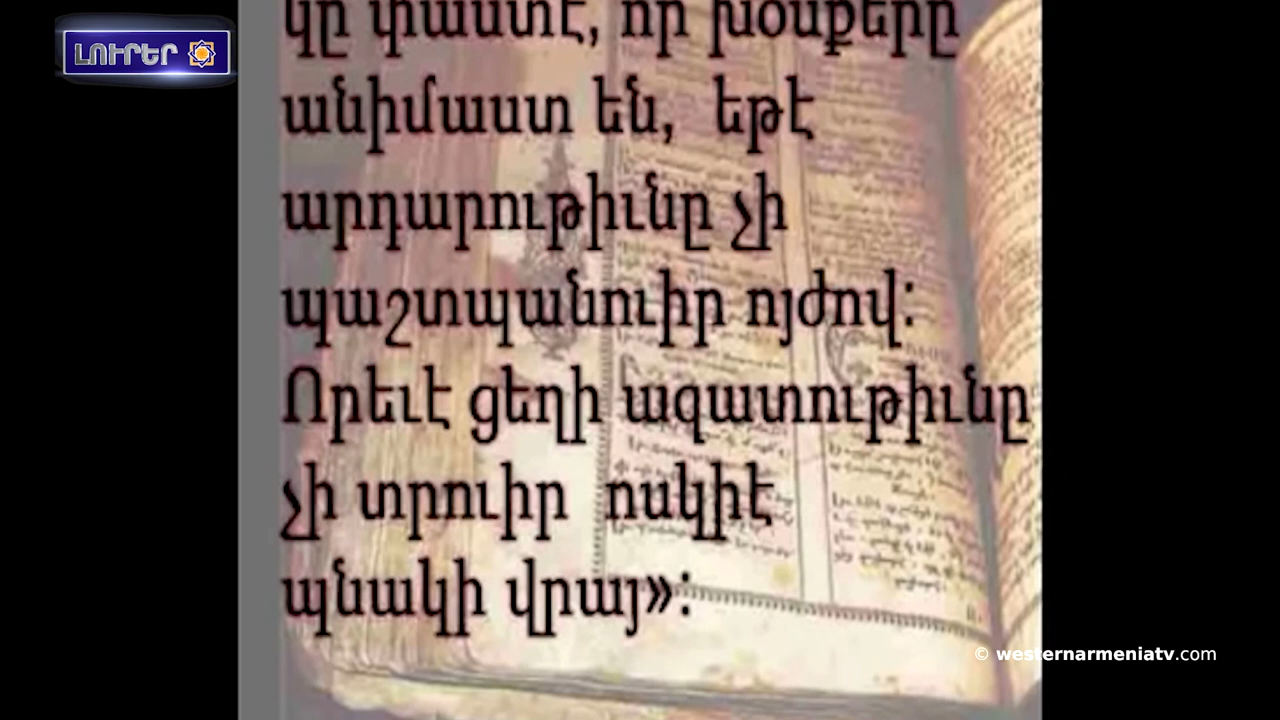 ԼՈՒՐԵՐ
կը փաստէ, որ խօսքերը
անիմաստ են, եթէ
արդարութիւնը չի
պաշտպանուիր ոյժով:
Որեւէ ցեղի ազատութիւնը
չի տրուիր ոսկիէ
պնակի վրայ»:
© westernarmeniatv.com